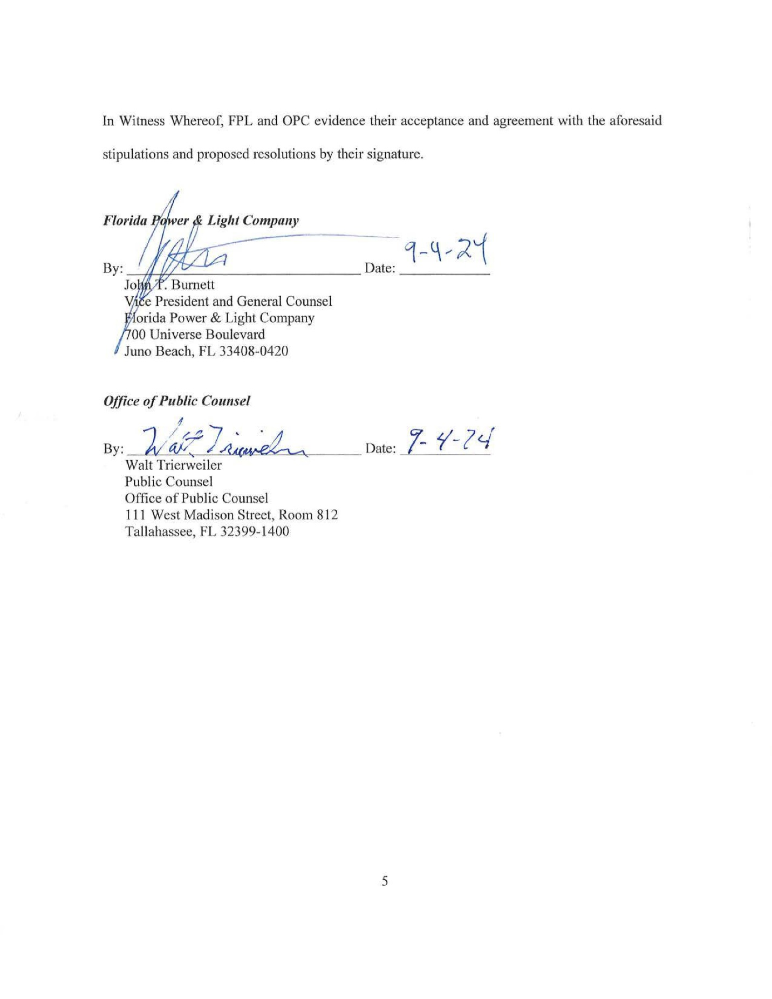 In Witness Whereof, FPL and OPC evidence their acceptance and agreement with the aforesaid
stipulations and proposed resolutions by their signature.
Florida Power & Light Company
By: Date: 9-4-24
John T. Burnett
Vice President and General Counsel
Florida Power & Light Company
700 Universe Boulevard
Juno Beach, FL 33408-0420
Office of Public Counsel
By: Walt Trierweiler Date: 9-4-24
Walt Trierweiler
Public Counsel
Office of Public Counsel
111 West Madison Street, Room 812
Tallahassee, FL 32399-1400
5